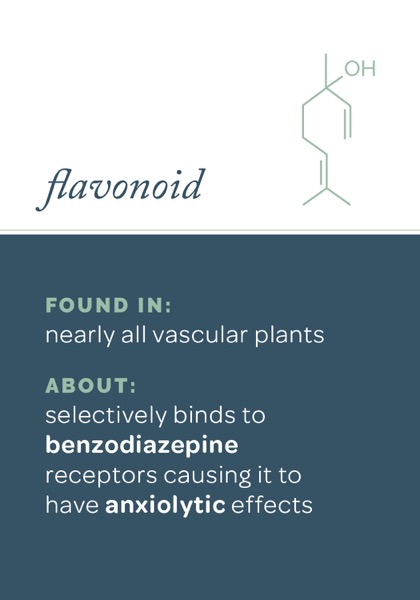 OH
flavonoid
FOUND IN:
nearly all vascular plants
ABOUT:
selectively binds to
benzodiazepine
receptors causing it to
have anxiolytic effects